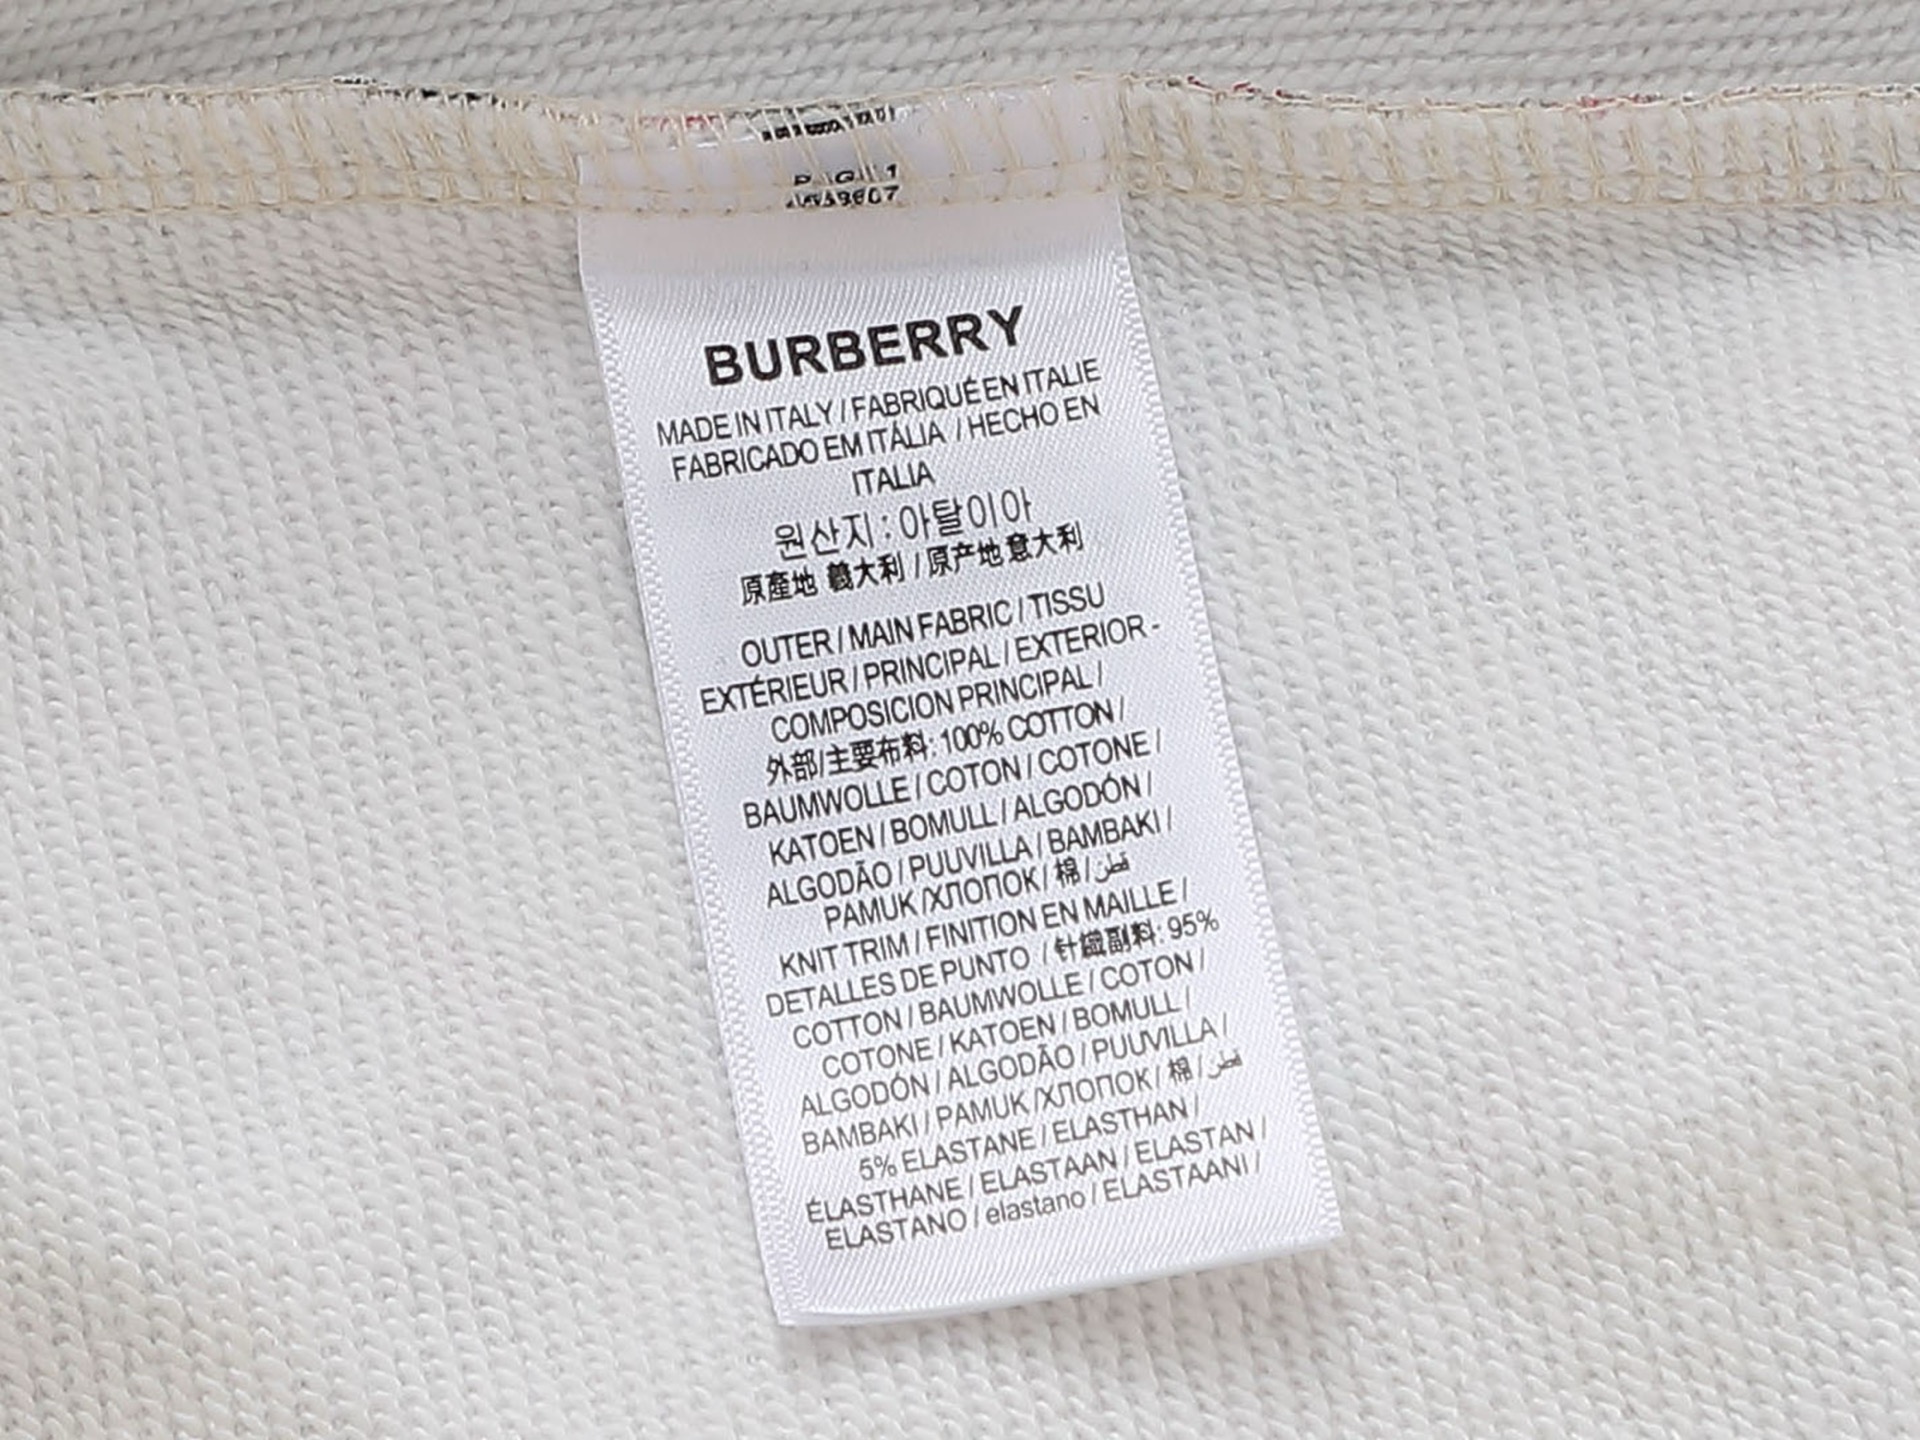 BURBERRY
MADE IN ITALY / FABRIQUÉ EN ITALIE
FABRICADO EM ITÁLIA / HECHO EN
ITALIA
원산지 : 아탈이아
原產地 義大利 / 原产地 意大利
OUTER / MAIN FABRIC / TISSU
EXTÉRIEUR / PRINCIPAL / EXTERIOR -
COMPOSICION PRINCIPAL /
外部/主要布料: 100% COTTON /
BAUMWOLLE / COTON / COTONE /
KATOEN / BOMULL / ALGODÓN /
ALGODÃO / PUUVILLA / BAMBAKI /
PAMUK /ХЛОПОК / 棉 / قطن
KNIT TRIM / FINITION EN MAILLE /
DETALLES DE PUNTO / 针織副料: 95%
COTTON / BAUMWOLLE / COTON /
COTONE / KATOEN / BOMULL /
ALGODÓN / ALGODÃO / PUUVILLA /
BAMBAKI / PAMUK /ХЛОПОК / 棉 / قطن
5% ELASTANE / ELASTHAN /
ÉLASTHANE / ELASTAAN / ELASTAN /
ELASTANO / elastano / ELASTAANI /